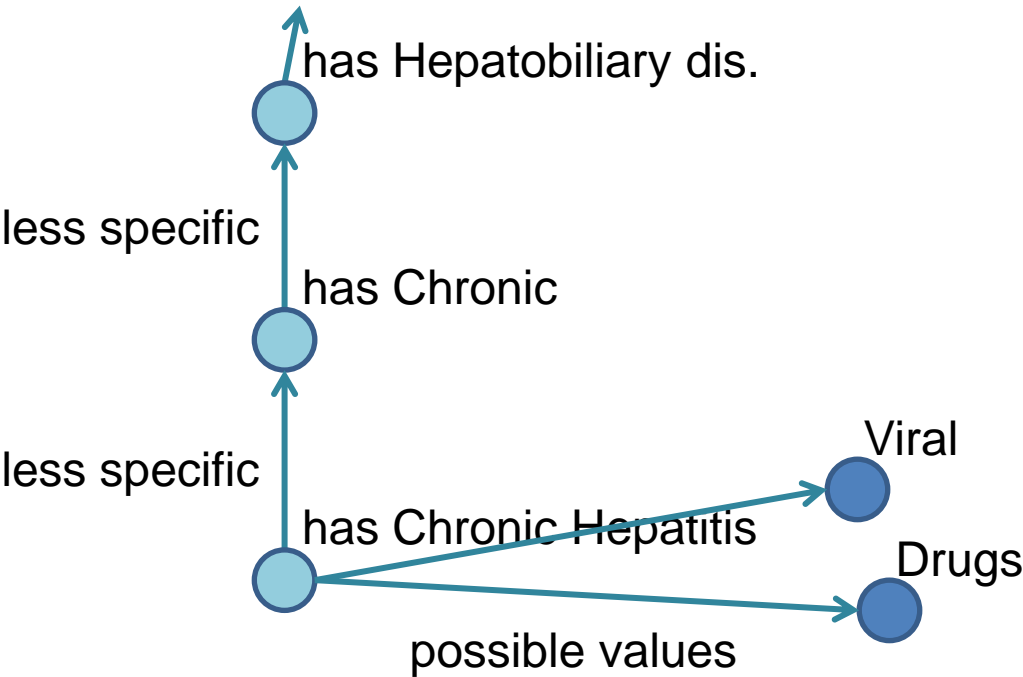 has Hepatobiliary dis.
less specific
has Chronic
less specific
Viral
has Chronic Hepatitis
Drugs
possible values